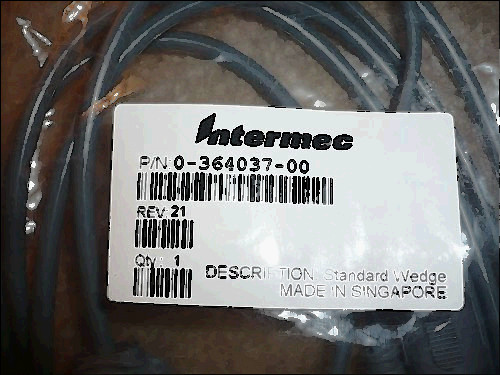 Intermec
P/N 0-364037-00
REV 21
Qty: 1
DESCRIPTION: Standard Wedge
MADE IN SINGAPORE